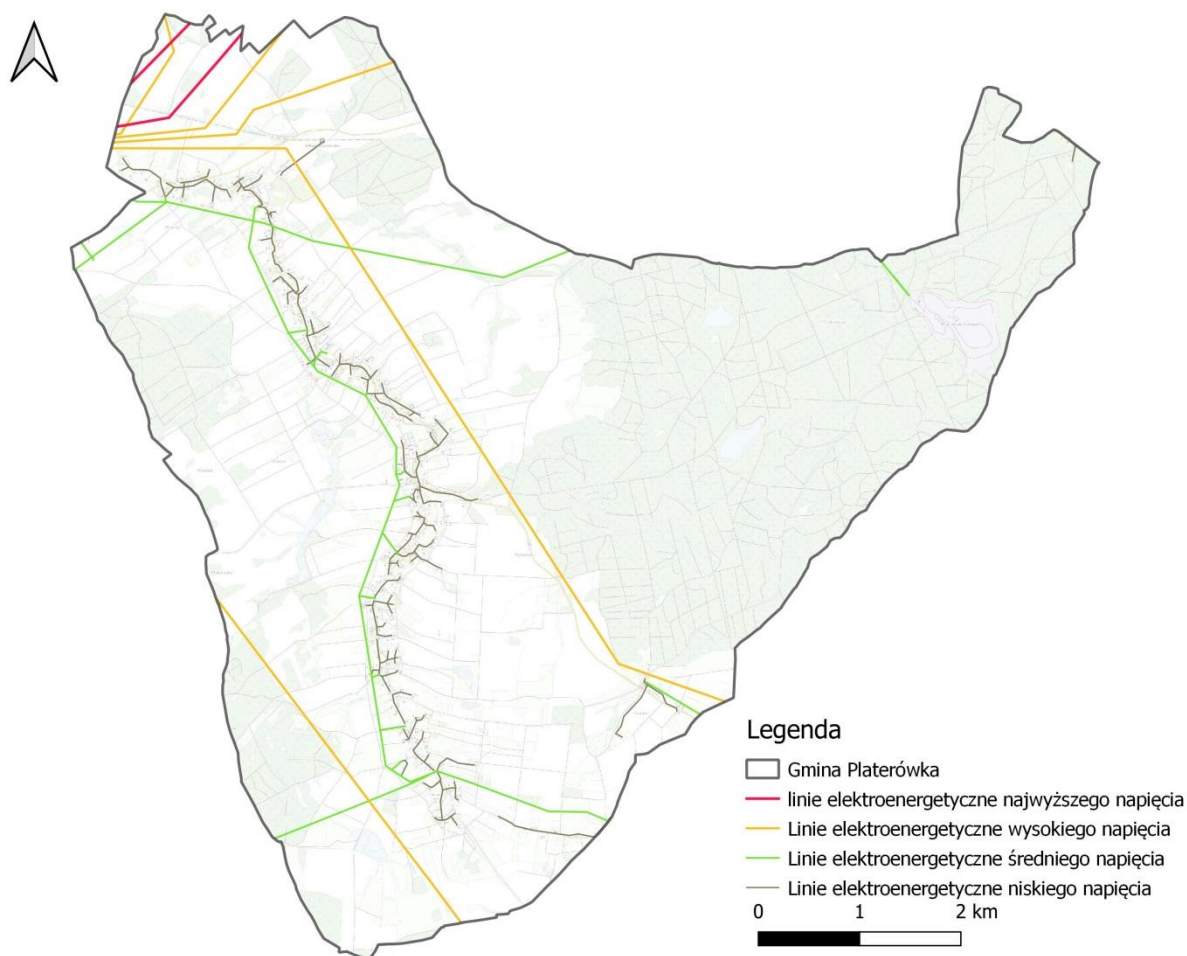 Legenda
Gmina Platerówka
linie elektroenergetyczne najwyższego napięcia
Linie elektroenergetyczne wysokiego napięcia
Linie elektroenergetyczne średniego napięcia
Linie elektroenergetyczne niskiego napięcia
0 1 2 km